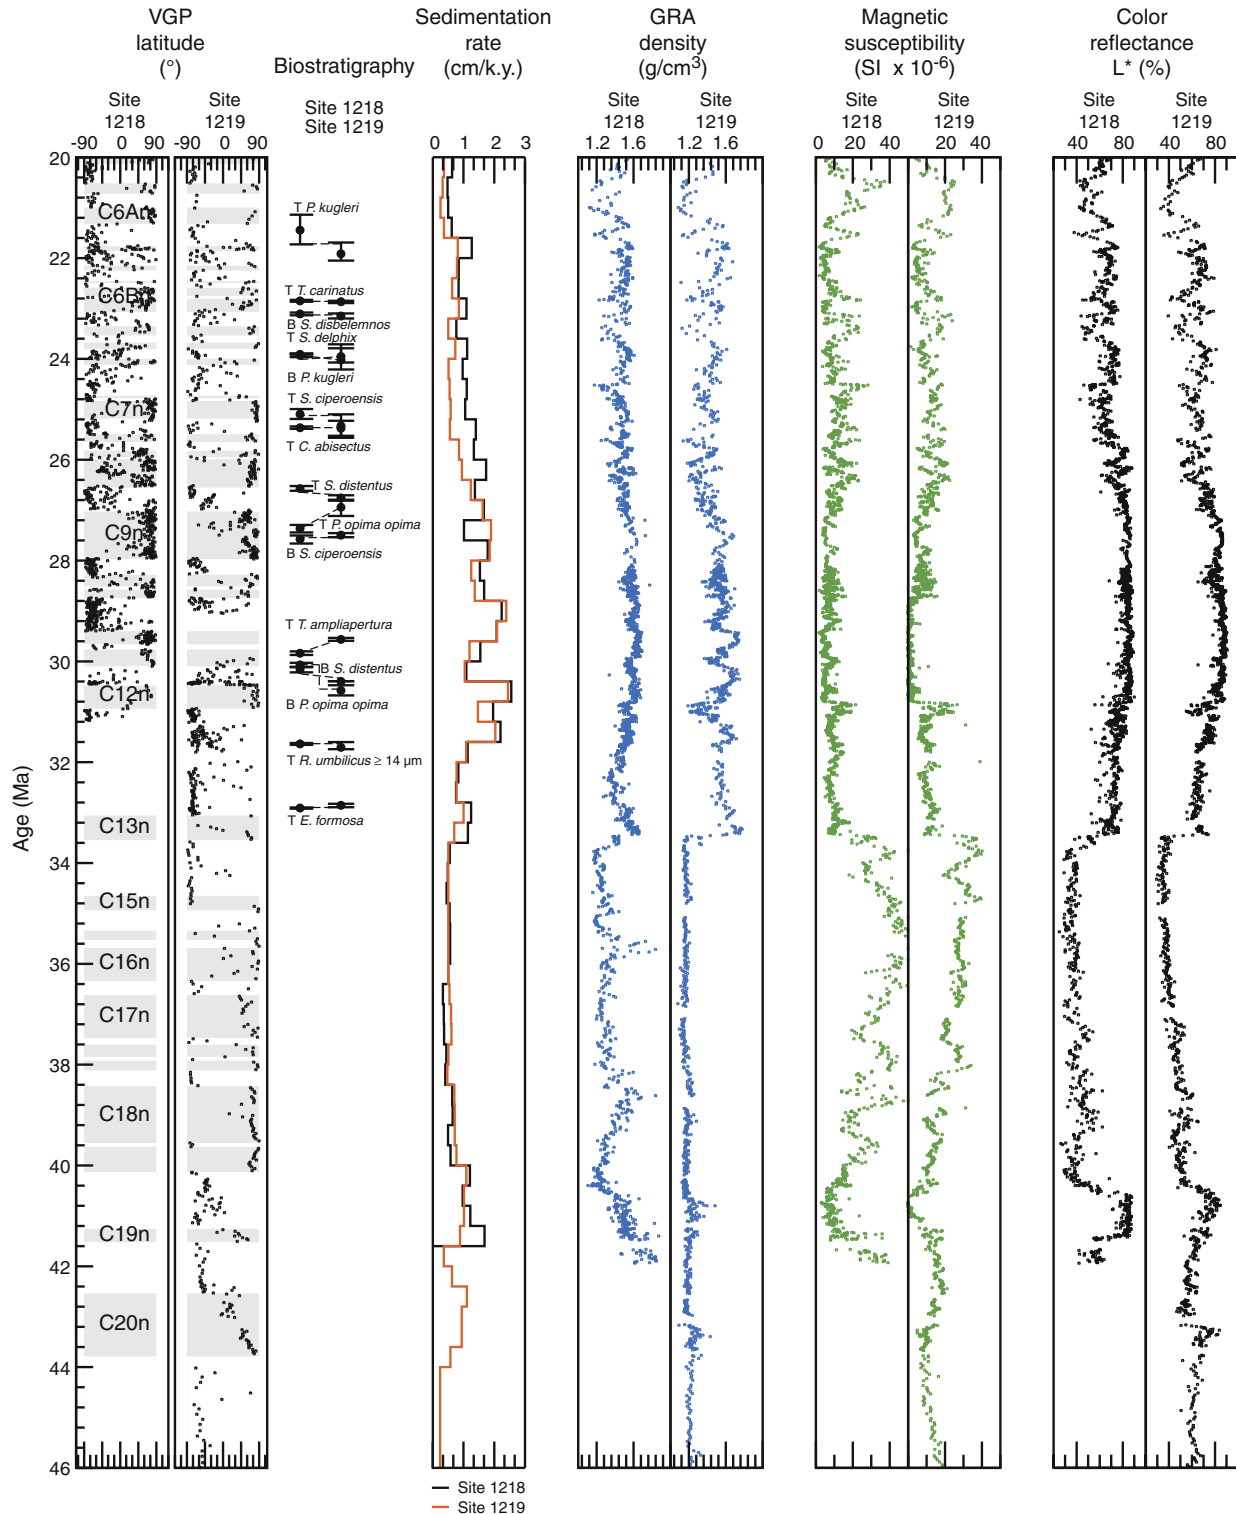 VGP latitude (°)
Biostratigraphy
Sedimentation rate (cm/k.y.)
GRA density (g/cm3)
Magnetic susceptibility (SI x 10-6)
Color reflectance L* (%)
Site 1218
Site 1219
Site 1218
Site 1219
Site 1218
Site 1219
Site 1218
Site 1219
Site 1218
Site 1219
-90 0 90 -90 0 90
0 1 2 3
1.2 1.6 1.2 1.6
0 20 40 0 20 40
40 80 40 80
Age (Ma)
20
22
24
26
28
30
32
34
36
38
40
42
44
46
C6An
C6Bn
C7n
C9n
C12n
C13n
C15n
C16n
C17n
C18n
C19n
C20n
T P. kugleri
T T. carinatus
B S. disbelemnos
T S. delphix
B P. kugleri
T S. ciperoensis
T C. abisectus
T S. distentus
T P. opima opima
B S. ciperoensis
T T. ampliapertura
B S. distentus
B P. opima opima
T R. umbilicus ≥ 14 µm
T E. formosa
Site 1218
Site 1219